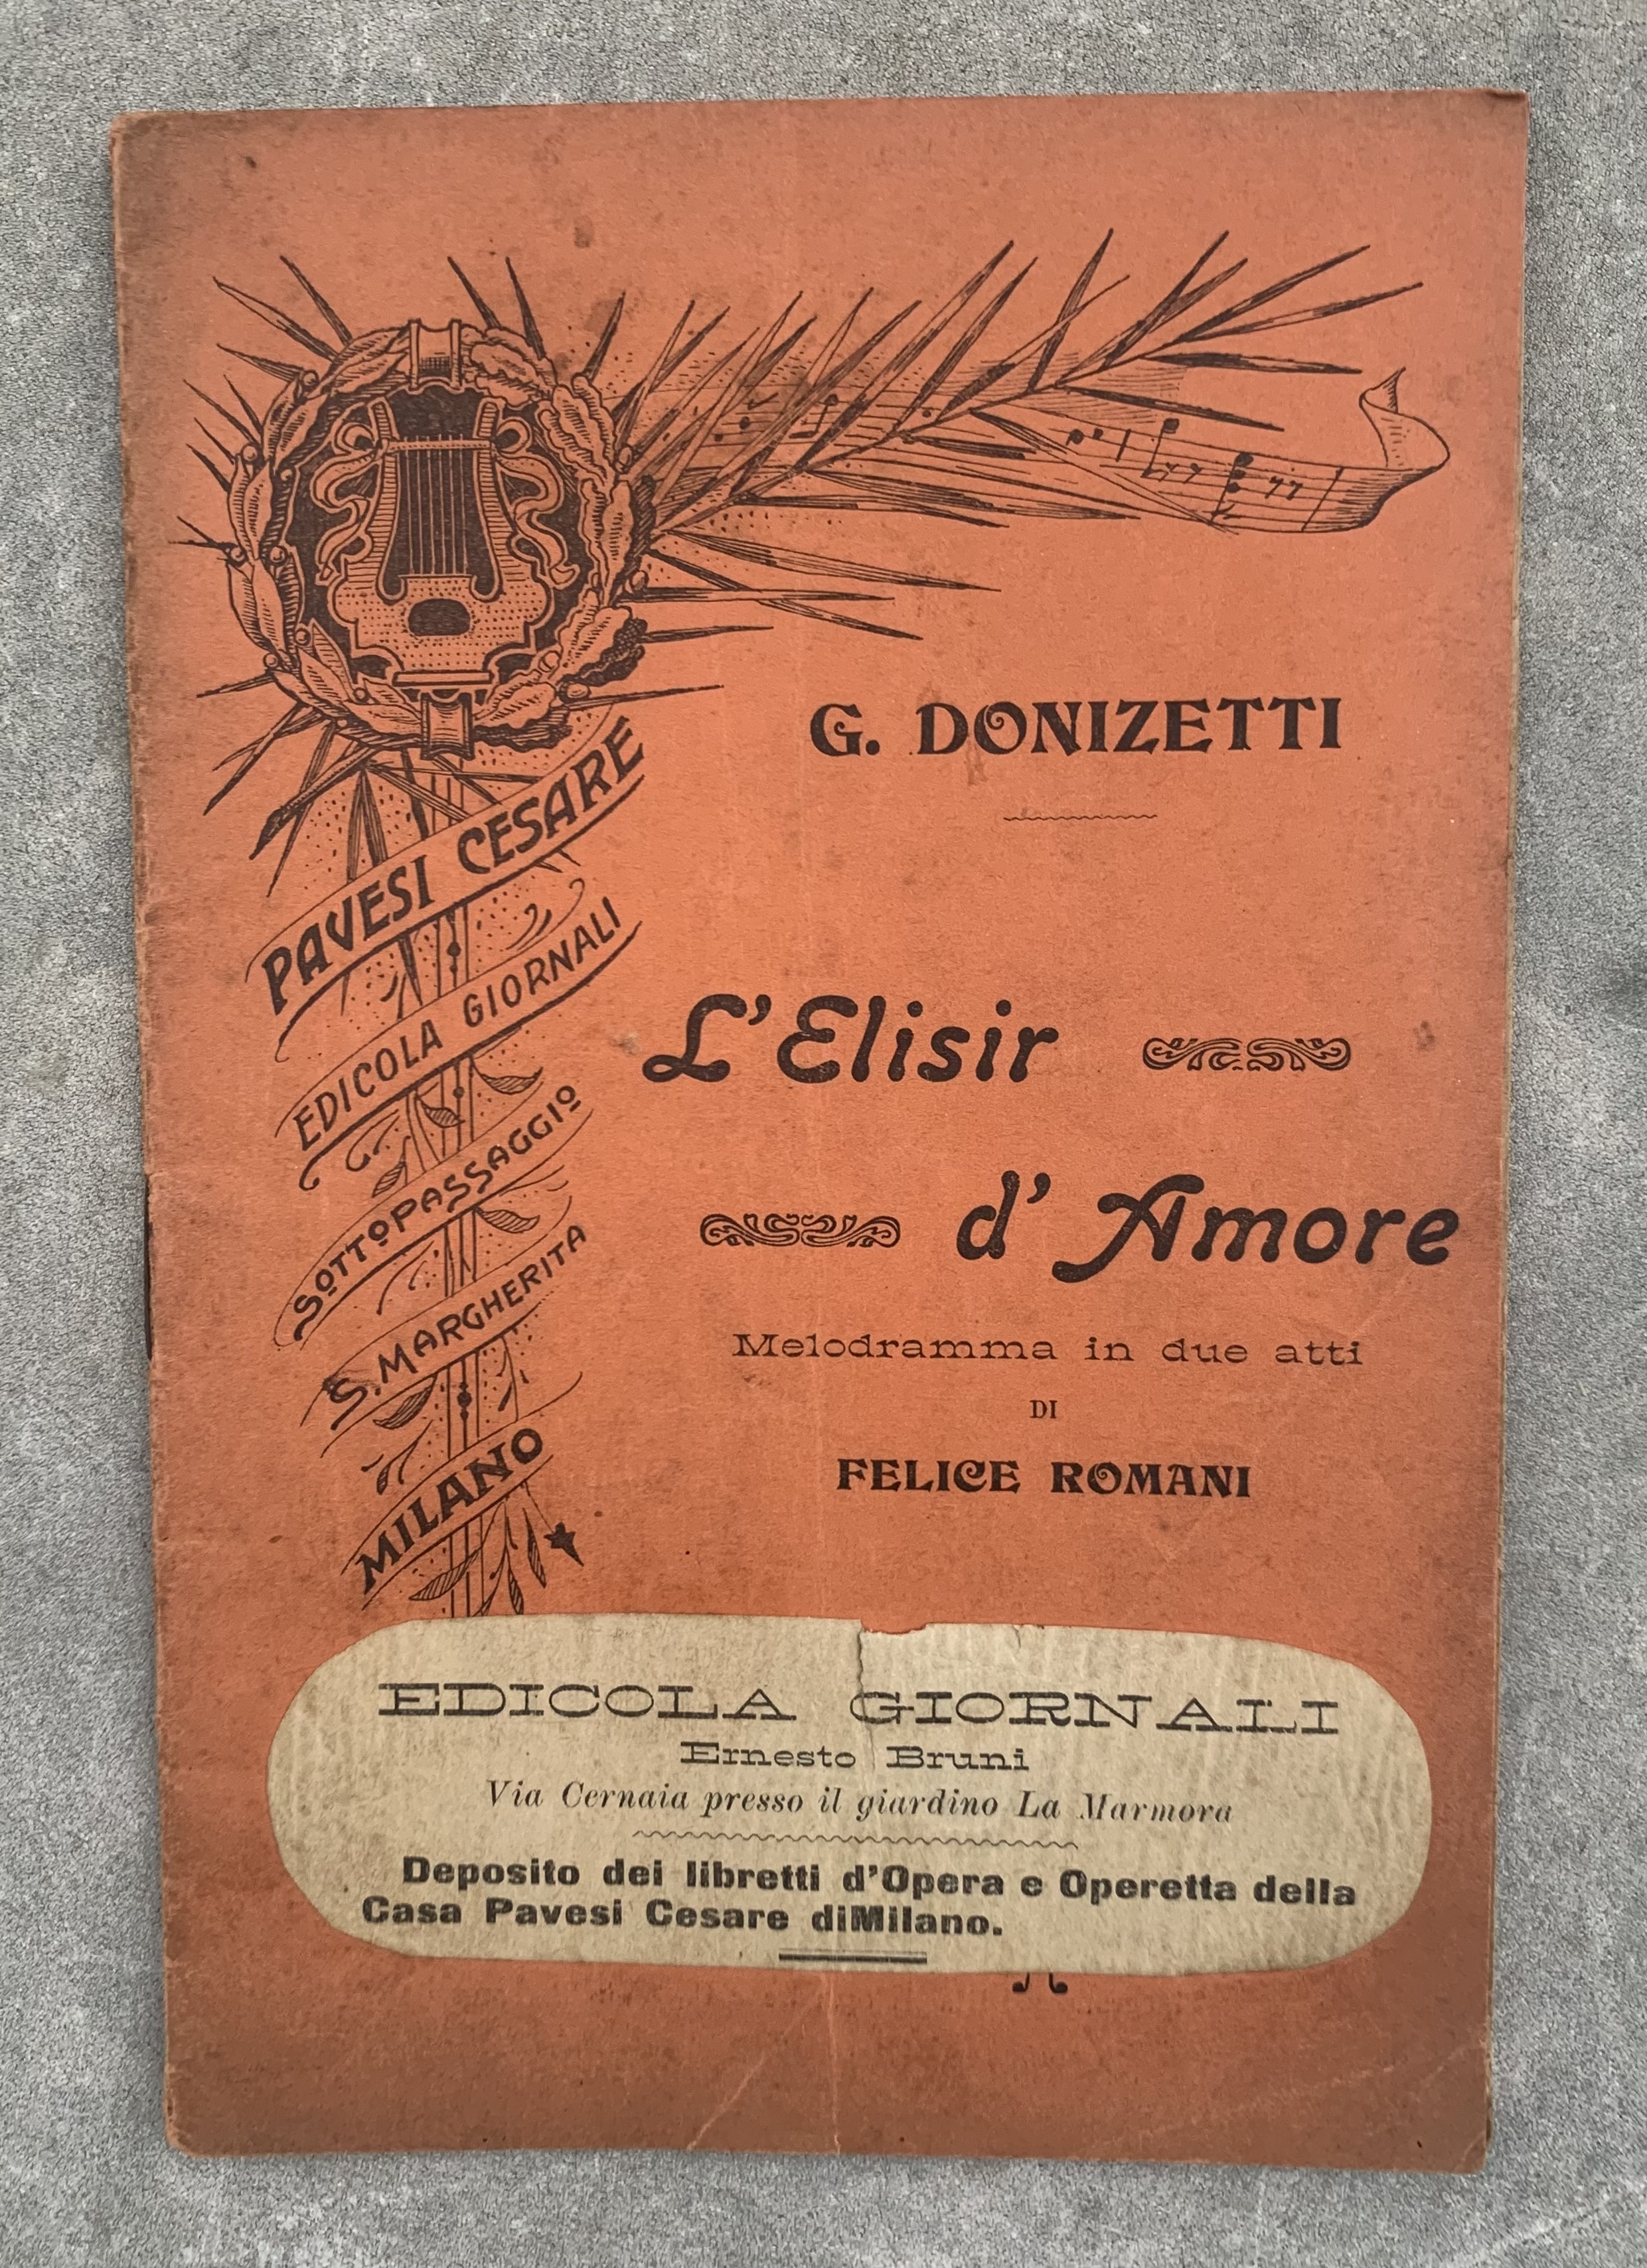 PAVESI CESARE
EDICOLA GIORNALI
SOTTOPASSAGGIO
S. MARGHERITA
MILANO
G. DONIZETTI
L'Elisir
d'Amore
Melodramma in due atti
DI
FELICE ROMANI
EDICOLA GIORNALI
Ernesto Bruni
Via Cernaia presso il giardino La Marmora
Deposito dei libretti d'Opera e Operetta della
Casa Pavesi Cesare diMilano.